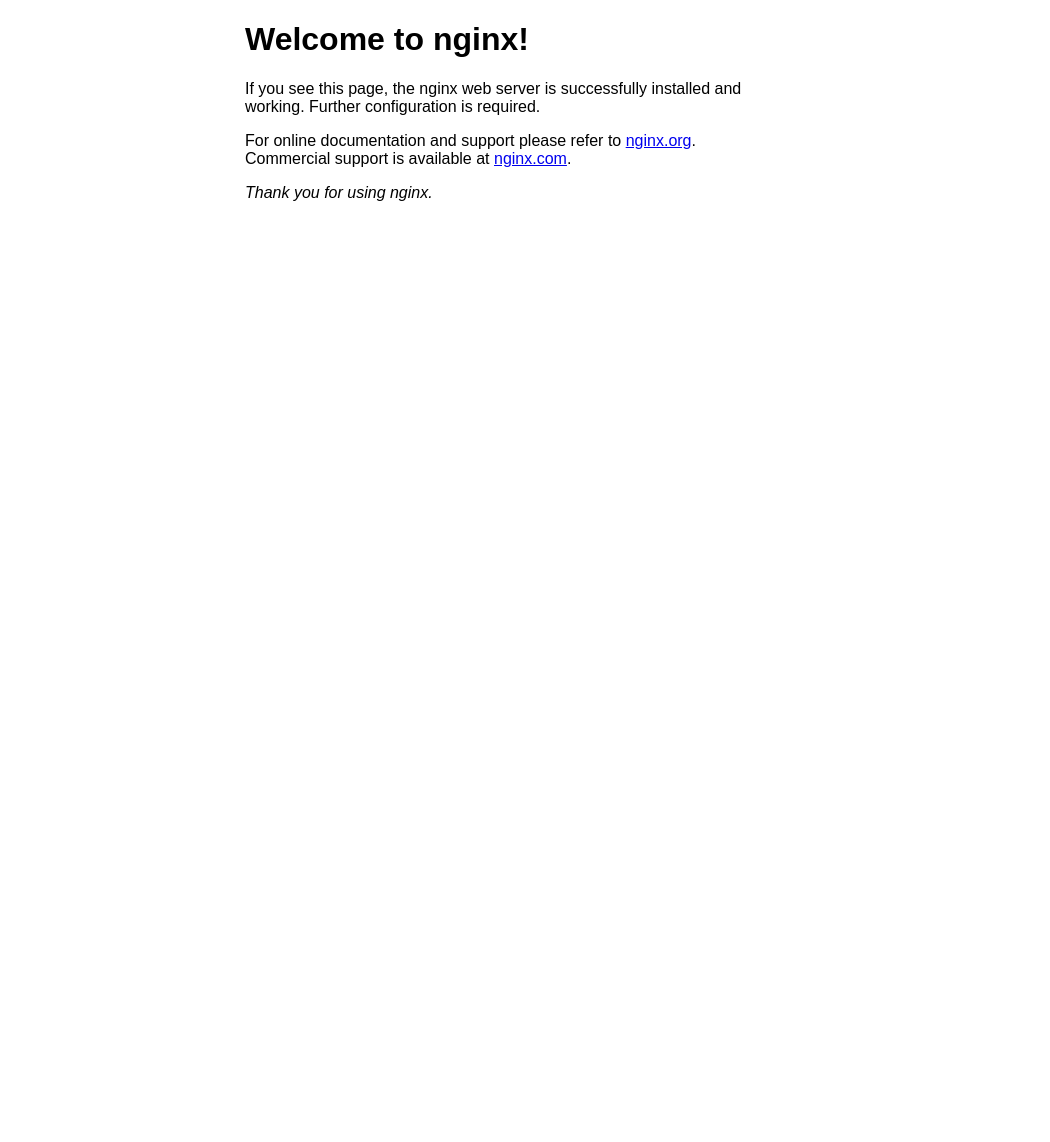 Welcome to nginx!
If you see this page, the nginx web server is successfully installed and
working. Further configuration is required.
For online documentation and support please refer to nginx.org.
Commercial support is available at nginx.com.
Thank you for using nginx.